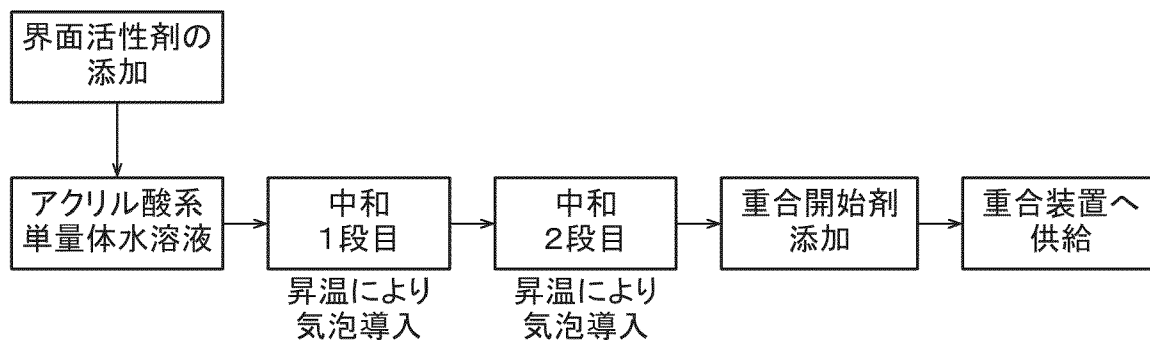 界面活性剤の
添加
アクリル酸系
単量体水溶液
中和
1段目
中和
2段目
重合開始剤
添加
重合装置へ
供給
昇温により
気泡導入
昇温により
気泡導入